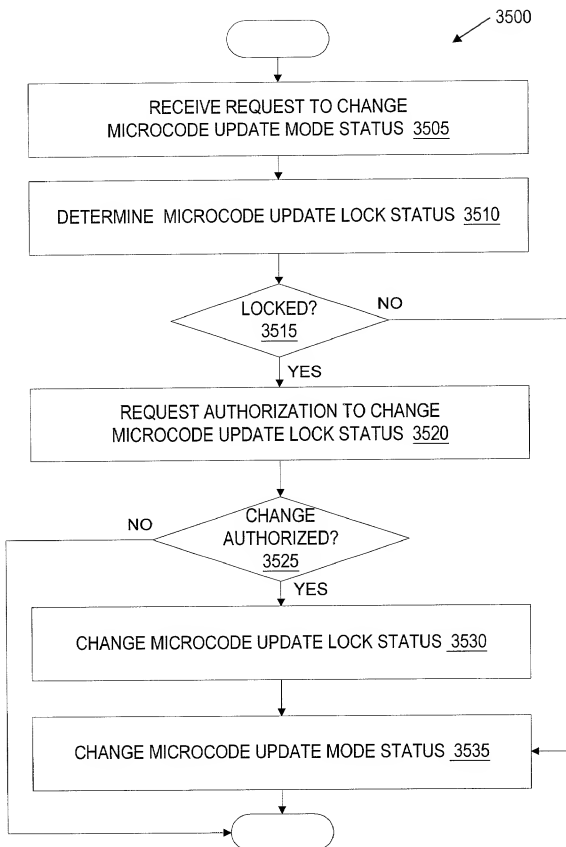 3500
RECEIVE REQUEST TO CHANGE
MICROCODE UPDATE MODE STATUS 3505
DETERMINE MICROCODE UPDATE LOCK STATUS 3510
LOCKED?
3515
NO
YES
REQUEST AUTHORIZATION TO CHANGE
MICROCODE UPDATE LOCK STATUS 3520
CHANGE
AUTHORIZED?
3525
NO
YES
CHANGE MICROCODE UPDATE LOCK STATUS 3530
CHANGE MICROCODE UPDATE MODE STATUS 3535